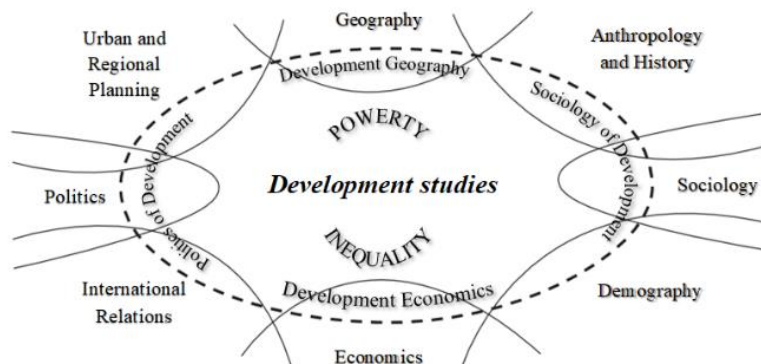 Geography
Urban and
Regional
Planning
Anthropology
and History
Development Geography
Sociology of Development
POWERTY
Politics of Development
Development studies
Politics
Sociology
INEQUALITY
Development Economics
International
Relations
Demography
Economics